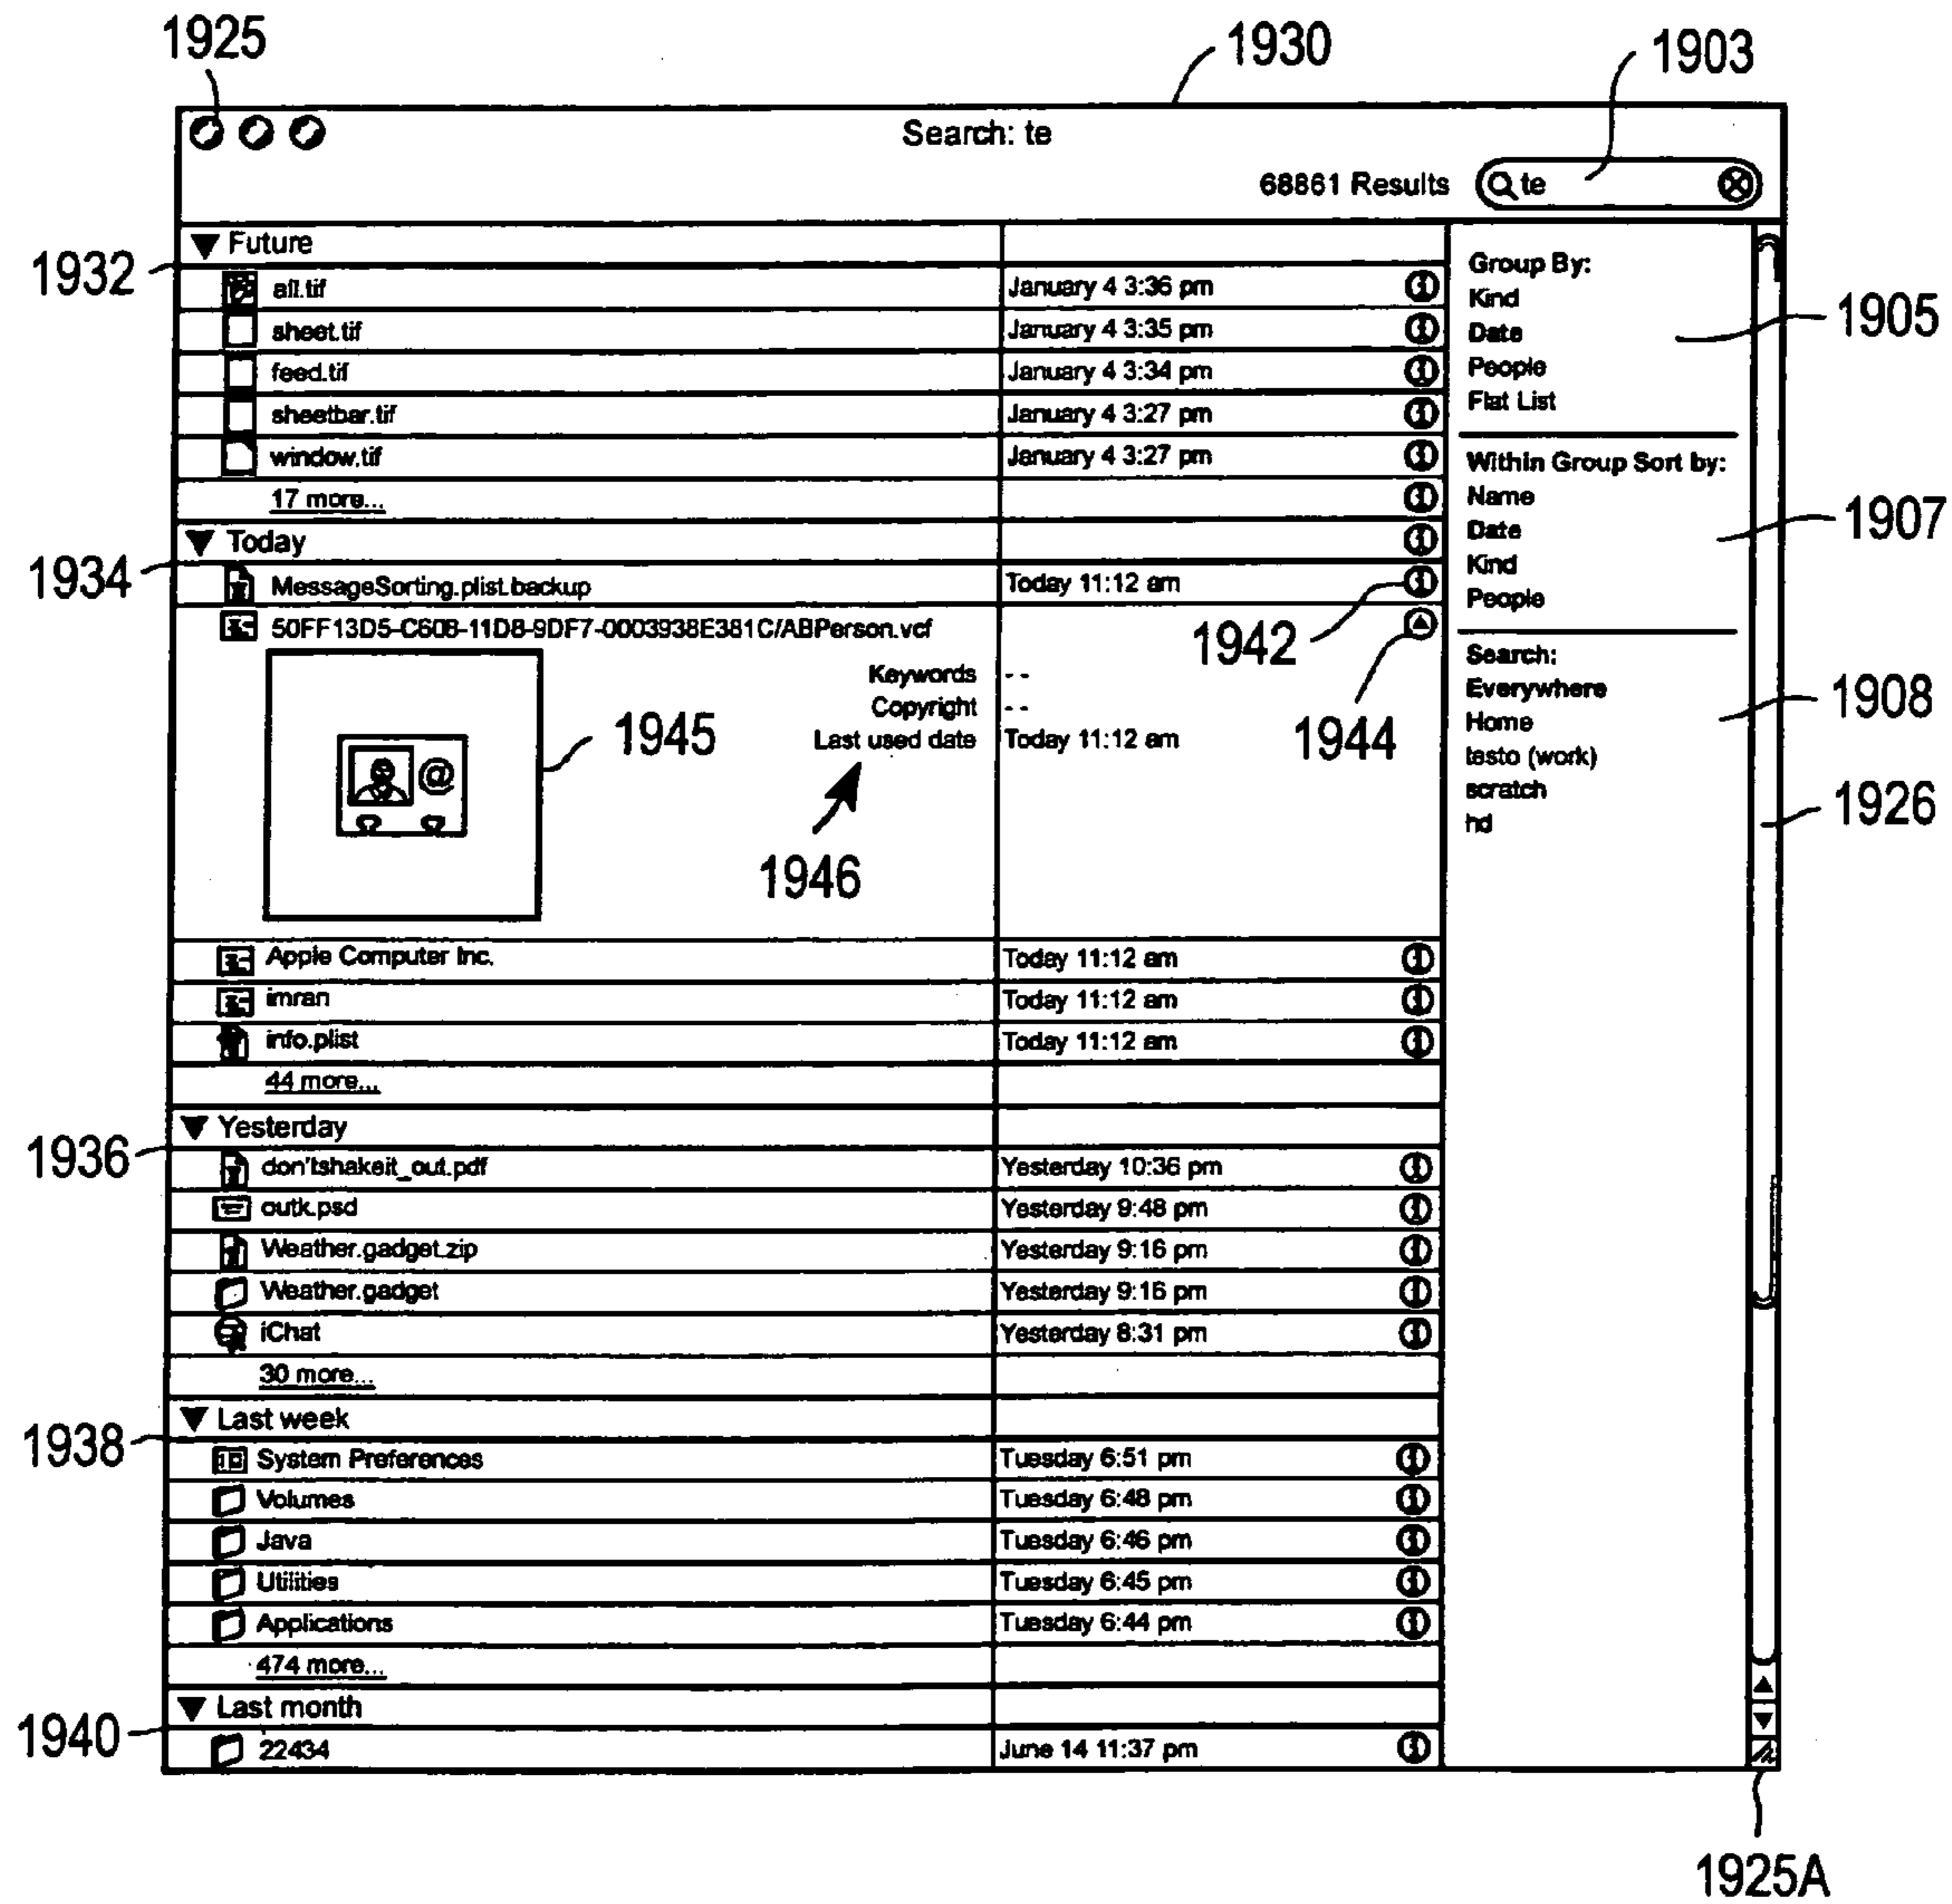 1925
1930
1903
Search: te
68861 Results
te
Future
1932
all.tif
January 4 3:36 pm
sheet.tif
January 4 3:35 pm
feed.tif
January 4 3:34 pm
sheetbar.tif
January 4 3:27 pm
window.tif
January 4 3:27 pm
17 more...
Today
1934
MessageSorting.plist.backup
Today 11:12 am
1942
50FF13D5-C608-11D8-9DF7-0003938E381C/ABPerson.vcf
1944
Keywords
--
Copyright
--
Last used date
Today 11:12 am
1945
@
1946
Apple Computer Inc.
Today 11:12 am
imran
Today 11:12 am
info.plist
Today 11:12 am
44 more...
Yesterday
1936
don'tshakeit_out.pdf
Yesterday 10:36 pm
outk.psd
Yesterday 9:48 pm
Weather.gadget.zip
Yesterday 9:16 pm
Weather.gadget
Yesterday 9:16 pm
iChat
Yesterday 8:31 pm
30 more...
Last week
1938
System Preferences
Tuesday 6:51 pm
Volumes
Tuesday 6:48 pm
Java
Tuesday 6:46 pm
Utilities
Tuesday 6:45 pm
Applications
Tuesday 6:44 pm
474 more...
Last month
1940
22434
June 14 11:37 pm
Group By:
Kind
Date
People
Flat List
1905
Within Group Sort by:
Name
Date
Kind
People
1907
Search:
Everywhere
Home
testo (work)
scratch
hd
1908
1926
1925A